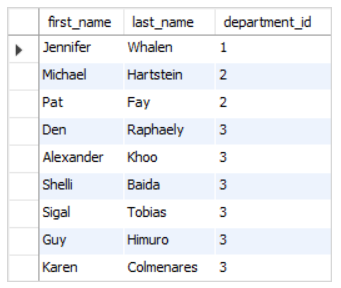 first_name last_name department_id
Jennifer Whalen 1
Michael Hartstein 2
Pat Fay 2
Den Raphaely 3
Alexander Khoo 3
Shelli Baida 3
Sigal Tobias 3
Guy Himuro 3
Karen Colmenares 3